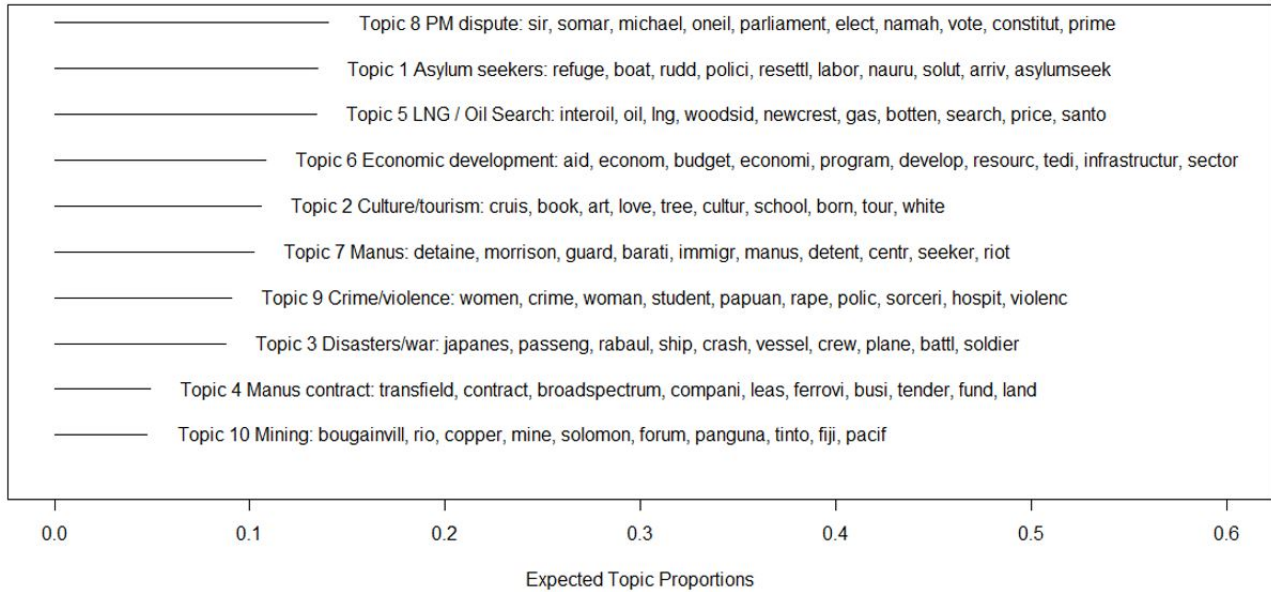 Topic 8 PM dispute: sir, somar, michael, oneil, parliament, elect, namah, vote, constitut, prime
Topic 1 Asylum seekers: refuge, boat, rudd, polici, resettl, labor, nauru, solut, arriv, asylumseek
Topic 5 LNG / Oil Search: interoil, oil, lng, woodsid, newcrest, gas, botten, search, price, santo
Topic 6 Economic development: aid, econom, budget, economi, program, develop, resourc, tedi, infrastructur, sector
Topic 2 Culture/tourism: cruis, book, art, love, tree, cultur, school, born, tour, white
Topic 7 Manus: detaine, morrison, guard, barati, immigr, manus, detent, centr, seeker, riot
Topic 9 Crime/violence: women, crime, woman, student, papuan, rape, polic, sorceri, hospit, violenc
Topic 3 Disasters/war: japanes, passeng, rabaul, ship, crash, vessel, crew, plane, battl, soldier
Topic 4 Manus contract: transfield, contract, broadspectrum, compani, leas, ferrovi, busi, tender, fund, land
Topic 10 Mining: bougainvill, rio, copper, mine, solomon, forum, panguna, tinto, fiji, pacif
0.0 0.1 0.2 0.3 0.4 0.5 0.6
Expected Topic Proportions